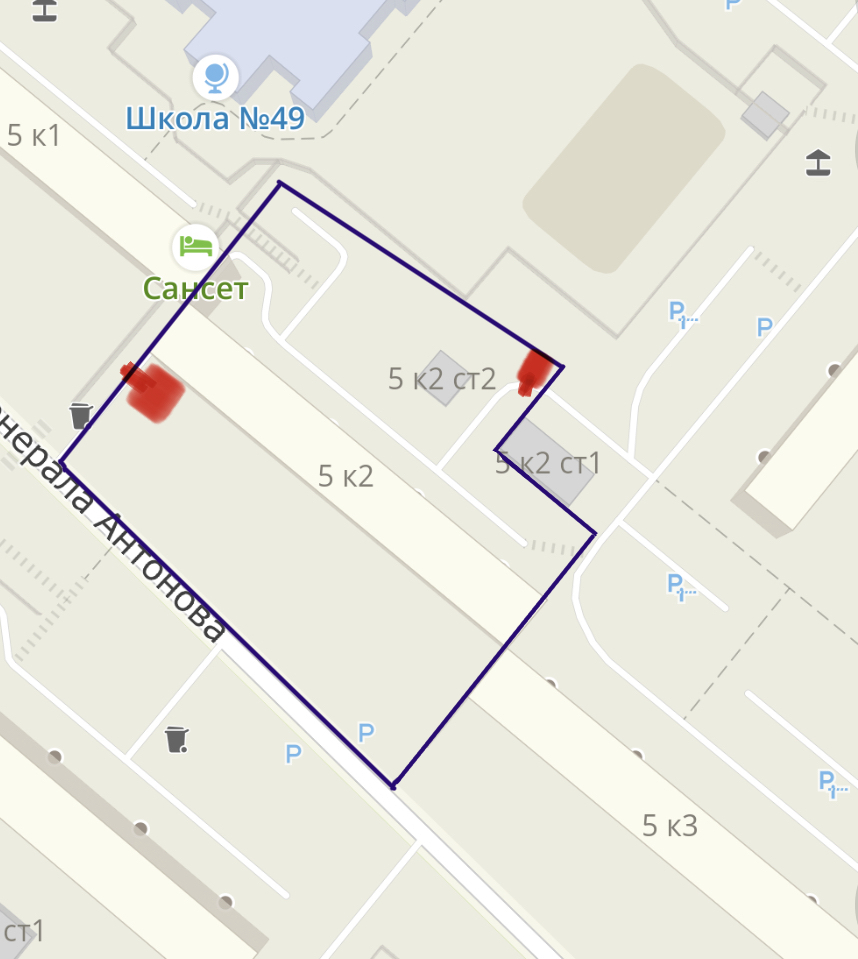 P
Школа №49
5 к1
Сансет
P
P
5 к2 ст2
5 к2
5 к2 ст1
нерала Антонова
P
P
P
P
5 к3
ст1